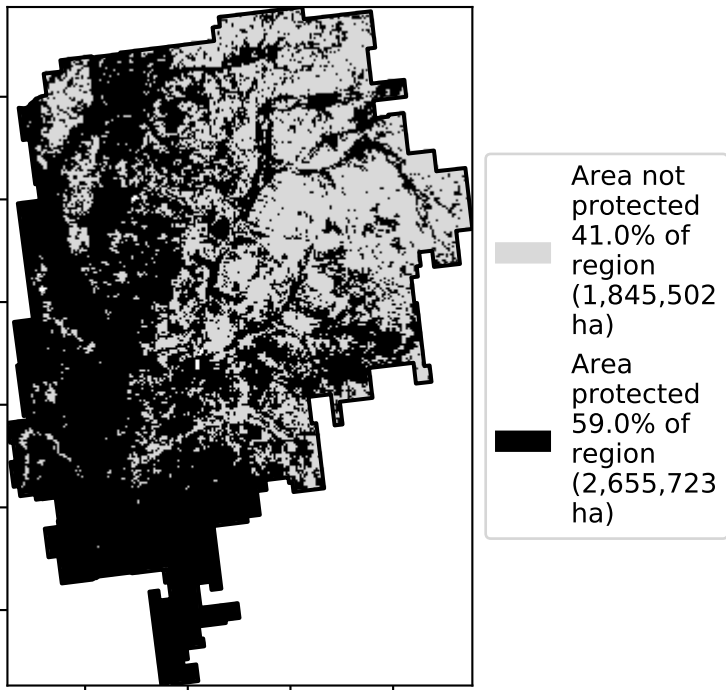 Area not
protected
41.0% of
region
(1,845,502
ha)
Area
protected
59.0% of
region
(2,655,723
ha)